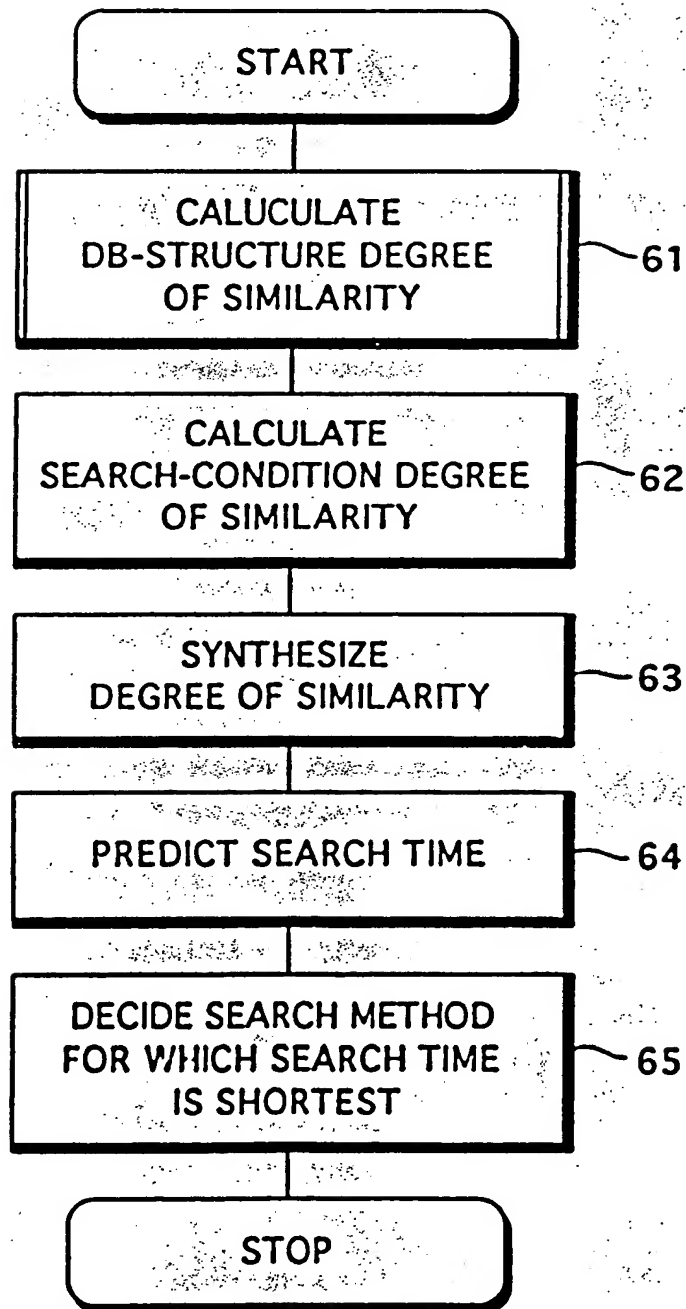 START
CALUCULATE
DB-STRUCTURE DEGREE
OF SIMILARITY
61
CALCULATE
SEARCH-CONDITION DEGREE
OF SIMILARITY
62
SYNTHESIZE
DEGREE OF SIMILARITY
63
PREDICT SEARCH TIME
64
DECIDE SEARCH METHOD
FOR WHICH SEARCH TIME
IS SHORTEST
65
STOP